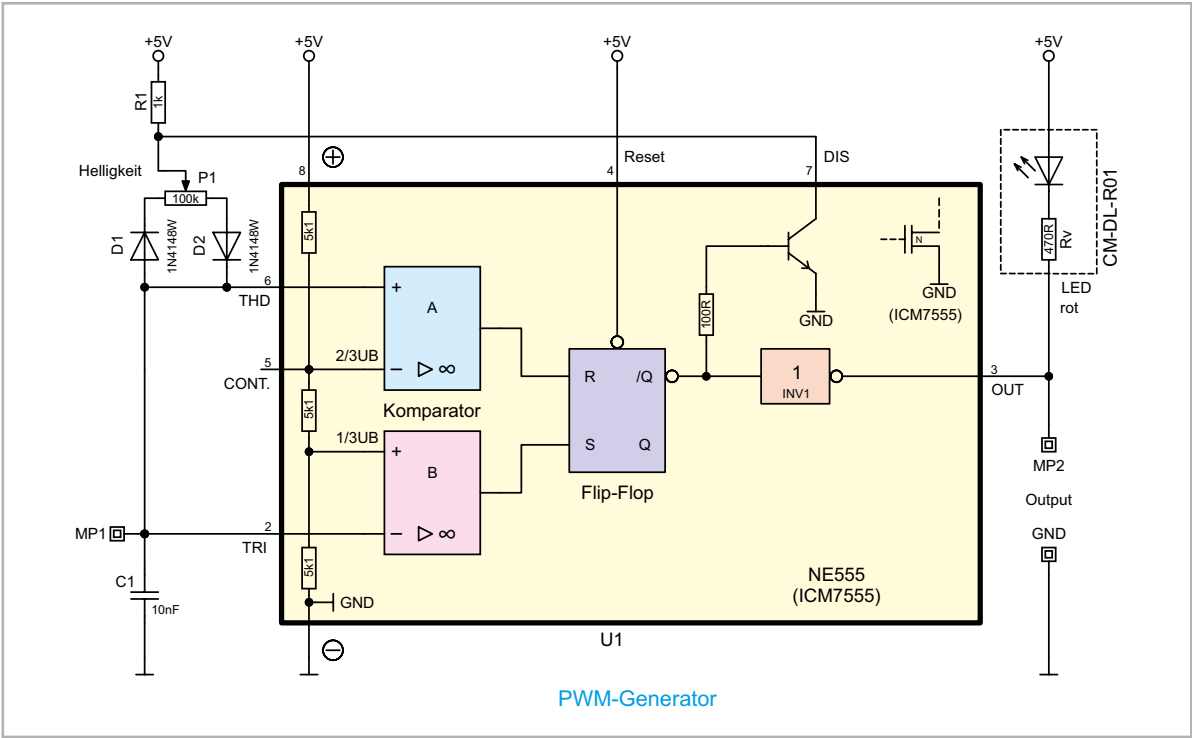 +5V
+5V
+5V
+5V
R1
1k
8
4
Reset
7
DIS
Helligkeit
P1
100k
D1
1N4148W
D2
1N4148W
5k1
N
GND
(ICM7555)
470R
Rv
CM-DL-R01
LED
rot
6
THD
+
A
100R
GND
5
CONT.
2/3UB
−
▷ ∞
Komparator
R
/Q
1
INV1
3
OUT
5k1
1/3UB
+
B
S
Q
Flip-Flop
MP2
Output
MP1
2
TRI
−
▷ ∞
GND
5k1
C1
10nF
GND
NE555
(ICM7555)
U1
PWM-Generator